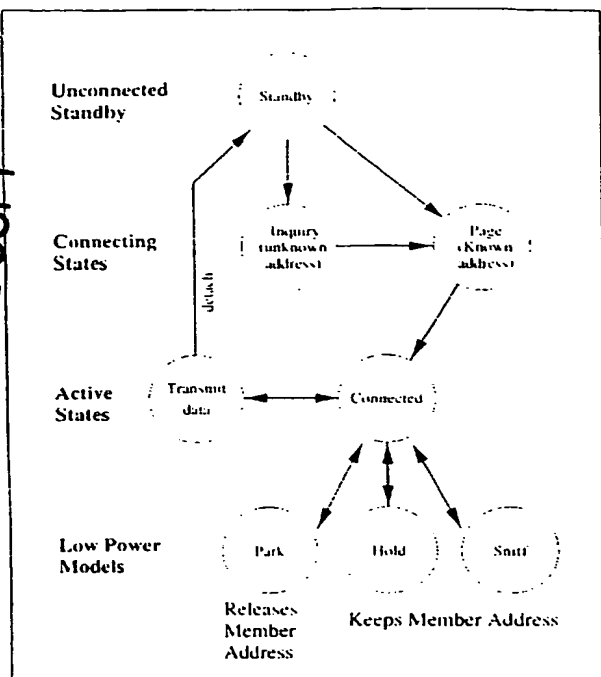 Unconnected
Standby
Standby
Connecting
States
Inquiry
(unknown
address)
Page
(Known
address)
detach
Active
States
Transmit
data
Connected
Low Power
Models
Park
Hold
Sniff
Releases
Member
Address
Keeps Member Address